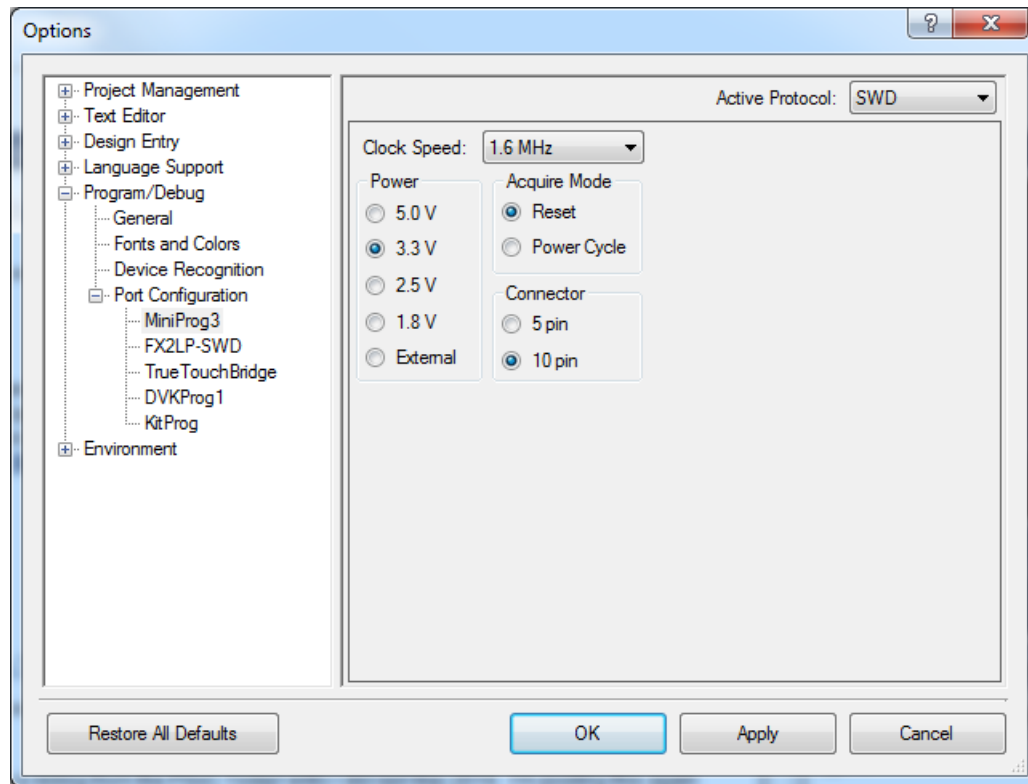 Options
Project Management
Text Editor
Design Entry
Language Support
Program/Debug
General
Fonts and Colors
Device Recognition
Port Configuration
MiniProg3
FX2LP-SWD
TrueTouchBridge
DVKProg1
KitProg
Environment
Active Protocol: SWD
Clock Speed: 1.6 MHz
Power
5.0 V
3.3 V
2.5 V
1.8 V
External
Acquire Mode
Reset
Power Cycle
Connector
5 pin
10 pin
Restore All Defaults
OK
Apply
Cancel